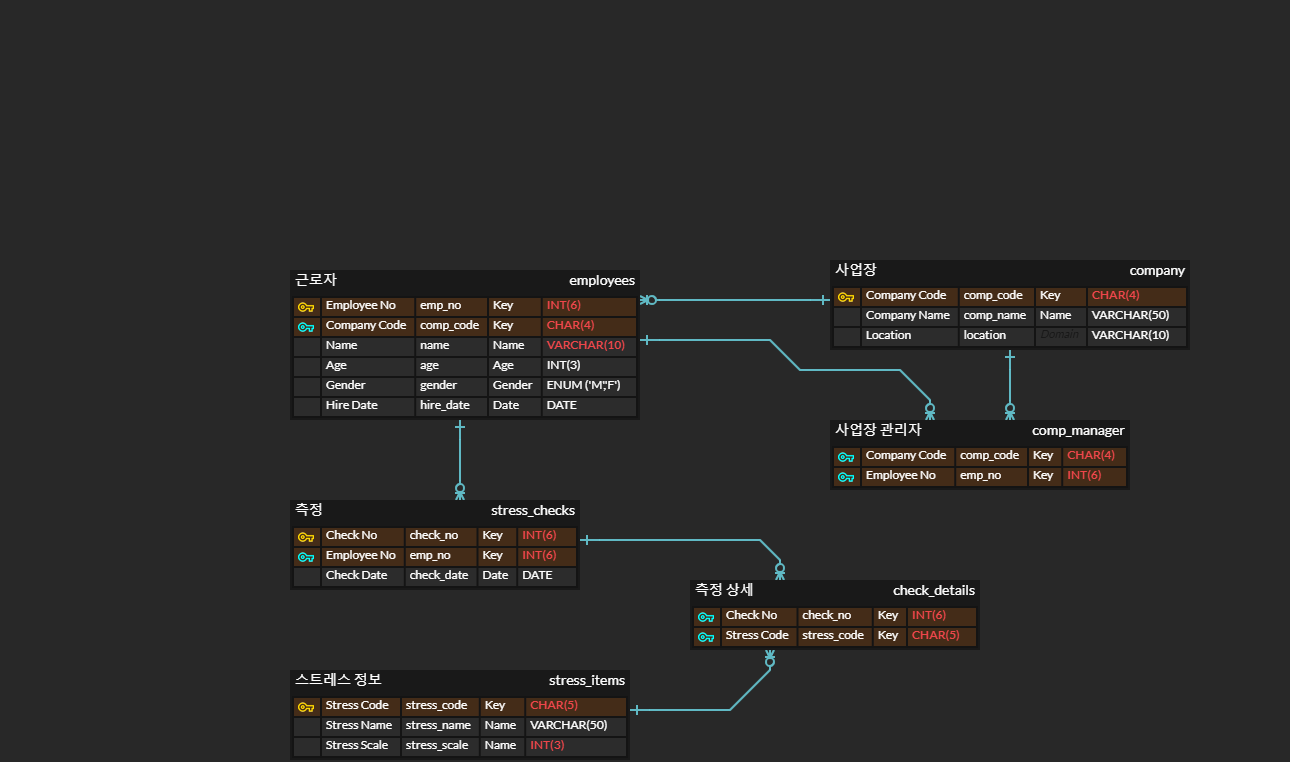 근로자 employees
Employee No emp_no Key INT(6)
Company Code comp_code Key CHAR(4)
Name name Name VARCHAR(10)
Age age Age INT(3)
Gender gender Gender ENUM ('M','F')
Hire Date hire_date Date DATE
사업장 company
Company Code comp_code Key CHAR(4)
Company Name comp_name Name VARCHAR(50)
Location location Domain VARCHAR(10)
사업장 관리자 comp_manager
Company Code comp_code Key CHAR(4)
Employee No emp_no Key INT(6)
측정 stress_checks
Check No check_no Key INT(6)
Employee No emp_no Key INT(6)
Check Date check_date Date DATE
측정 상세 check_details
Check No check_no Key INT(6)
Stress Code stress_code Key CHAR(5)
스트레스 정보 stress_items
Stress Code stress_code Key CHAR(5)
Stress Name stress_name Name VARCHAR(50)
Stress Scale stress_scale Name INT(3)